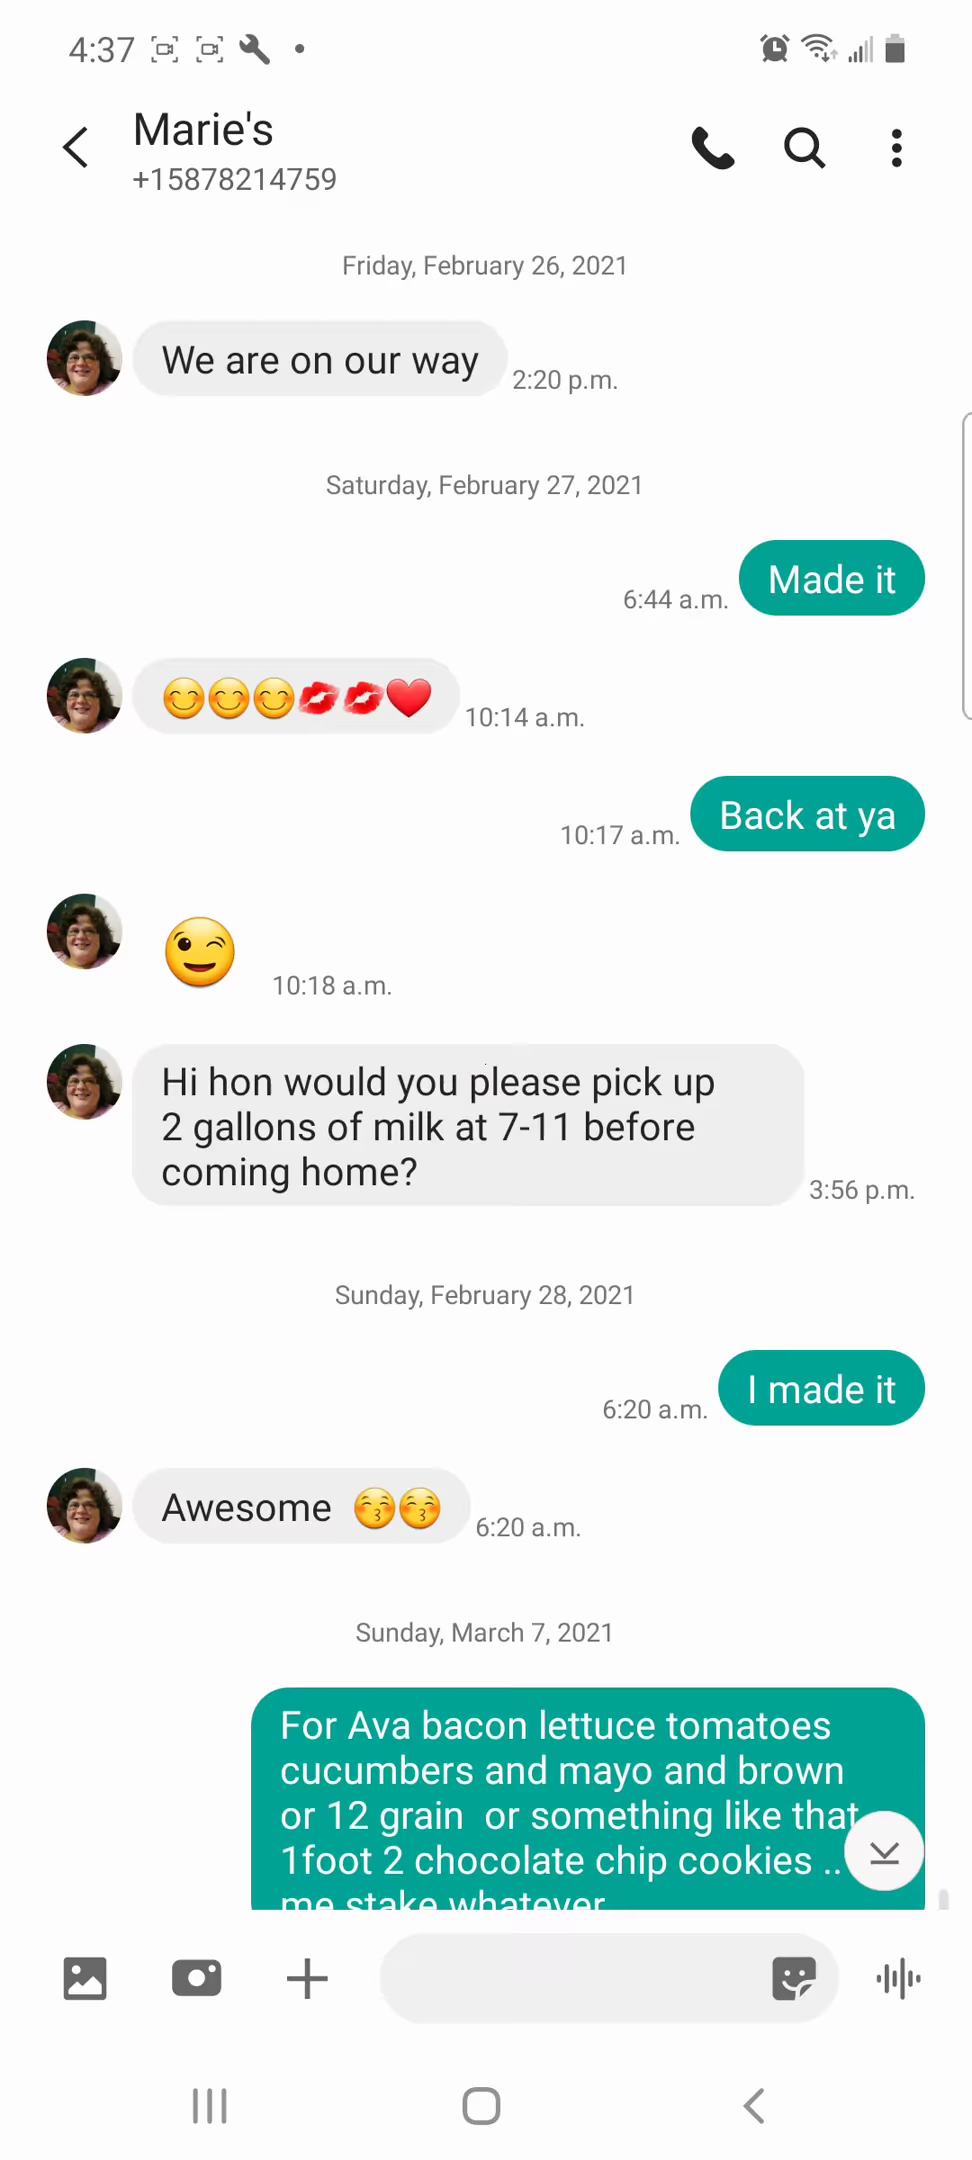 4:37
Marie's
+15878214759
Friday, February 26, 2021
We are on our way
2:20 p.m.
Saturday, February 27, 2021
Made it
6:44 a.m.
😊😊😊💋💋❤️
10:14 a.m.
Back at ya
10:17 a.m.
😉
10:18 a.m.
Hi hon would you please pick up
2 gallons of milk at 7-11 before
coming home?
3:56 p.m.
Sunday, February 28, 2021
I made it
6:20 a.m.
Awesome 😚😚
6:20 a.m.
Sunday, March 7, 2021
For Ava bacon lettuce tomatoes
cucumbers and mayo and brown
or 12 grain  or something like that
1foot 2 chocolate chip cookies ..
me stake whatever